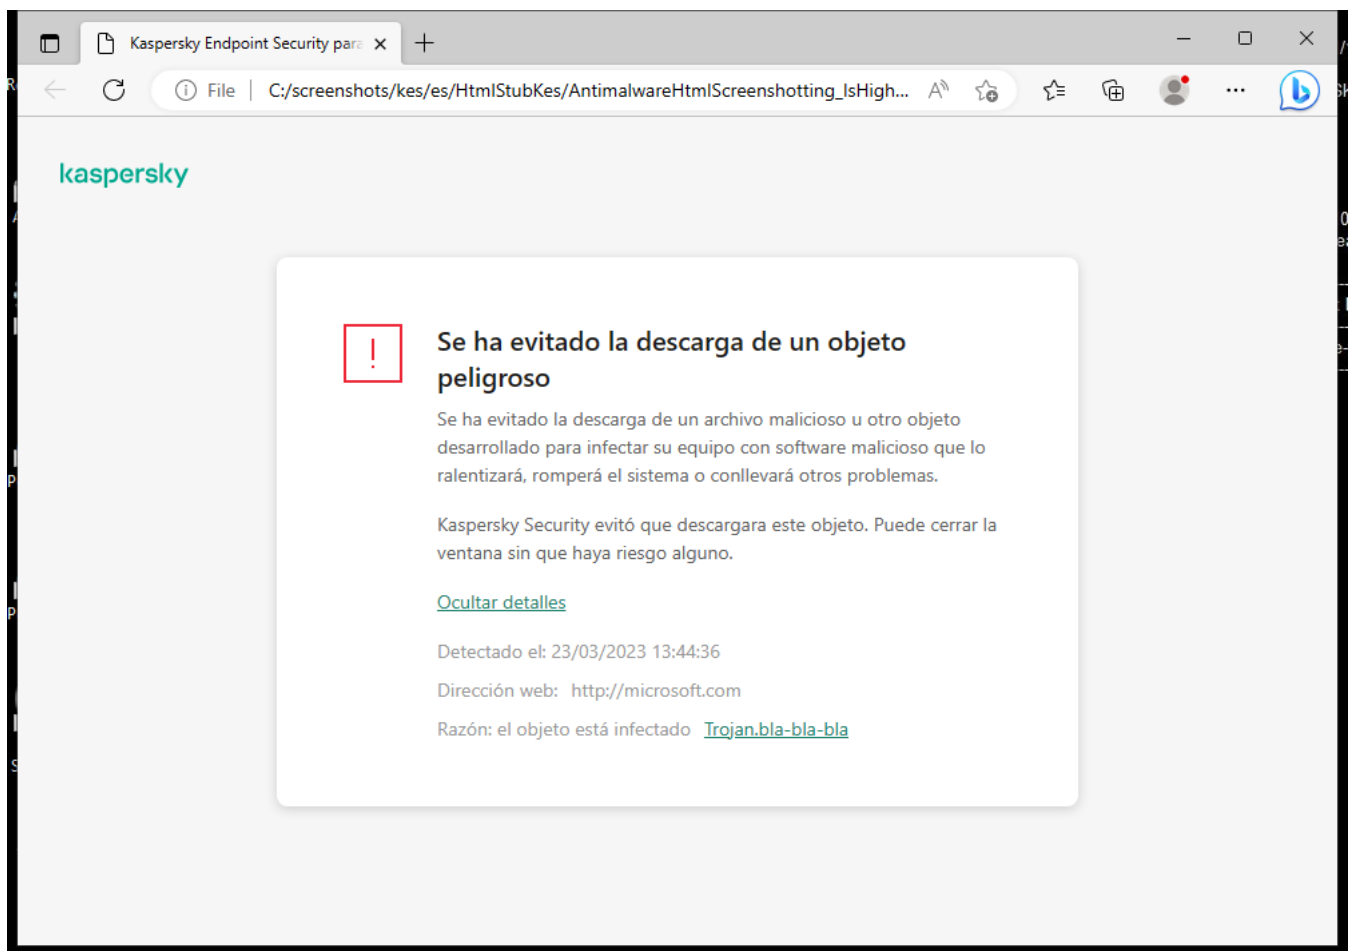 Kaspersky Endpoint Security para
File
C:/screenshots/kes/es/HtmlStubKes/AntimalwareHtmlScreenshotting_IsHigh...
kaspersky
Se ha evitado la descarga de un objeto
peligroso
Se ha evitado la descarga de un archivo malicioso u otro objeto
desarrollado para infectar su equipo con software malicioso que lo
ralentizará, romperá el sistema o conllevará otros problemas.
Kaspersky Security evitó que descargara este objeto. Puede cerrar la
ventana sin que haya riesgo alguno.
Ocultar detalles
Detectado el: 23/03/2023 13:44:36
Dirección web: http://microsoft.com
Razón: el objeto está infectado Trojan.bla-bla-bla